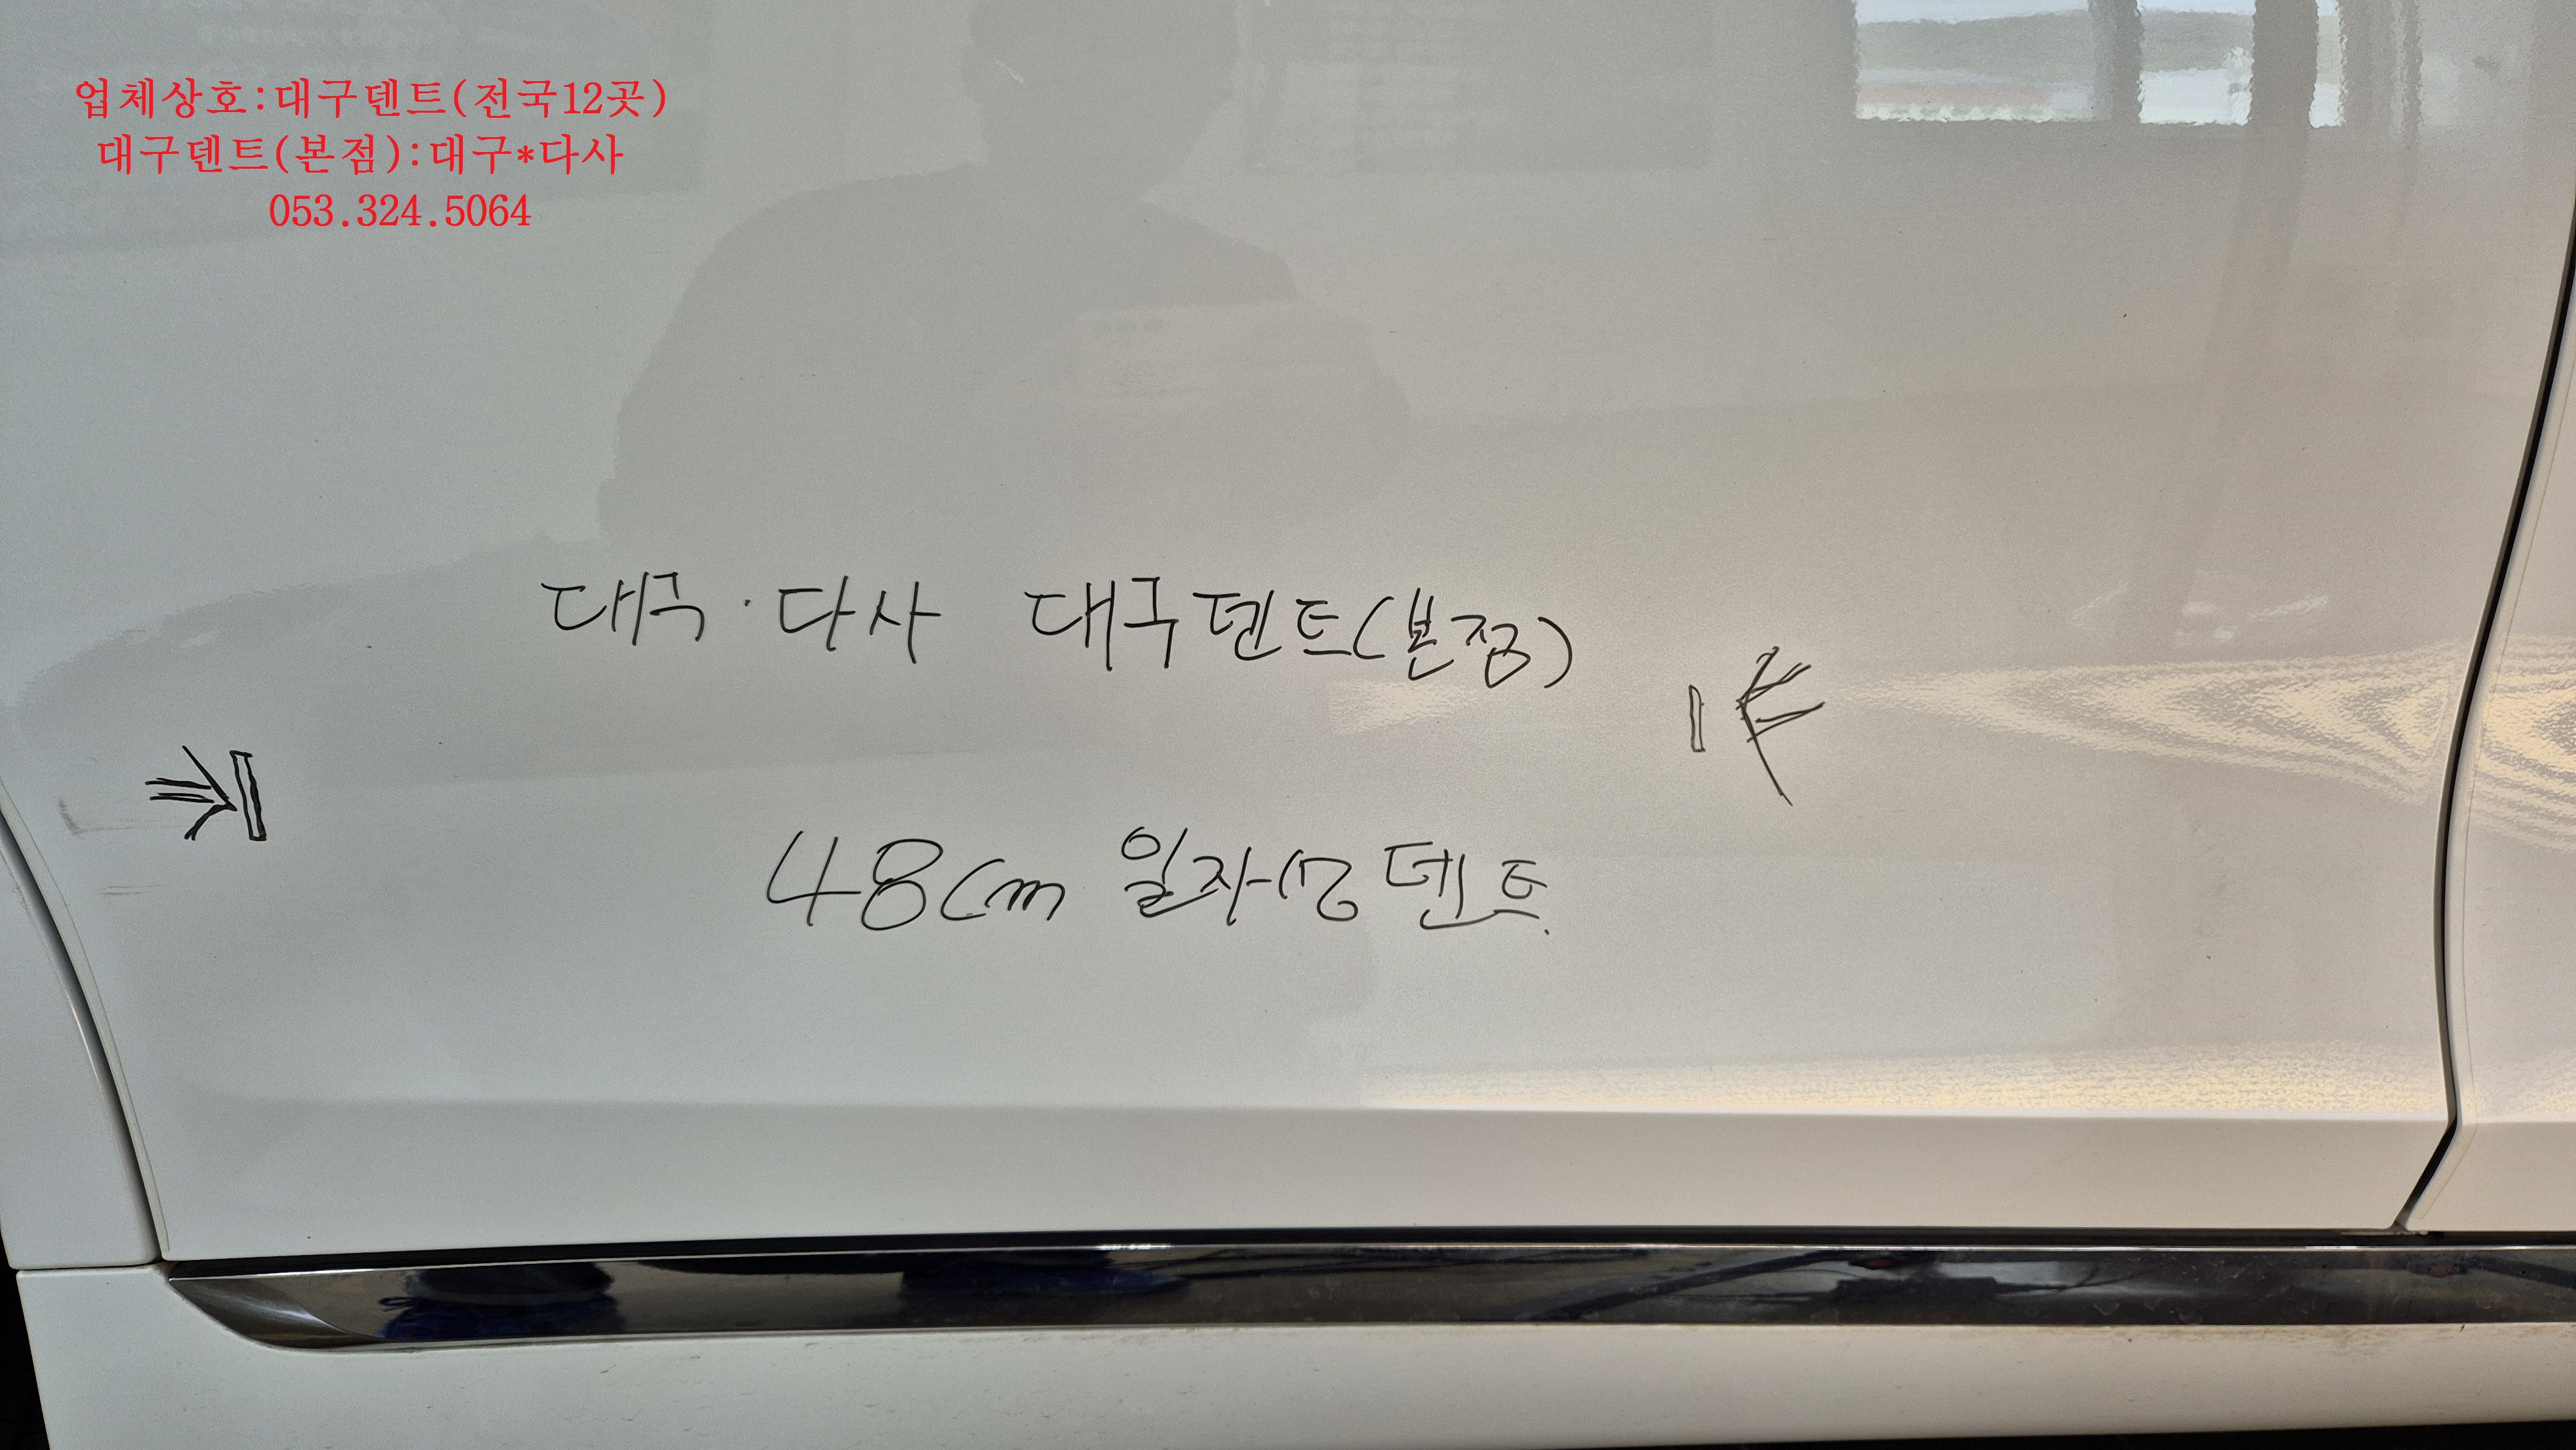 업체상호:대구덴트(전국12곳)
대구덴트(본점):대구*다사
053.324.5064
대구·다사 대구덴트(본점)
48cm 일자성 덴트.